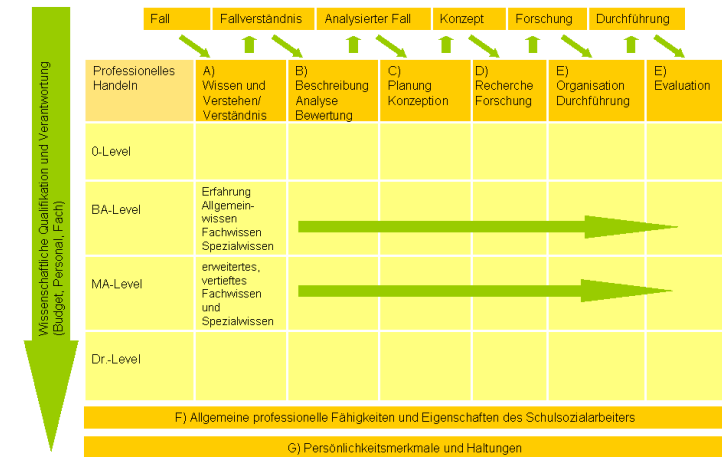 Fall
Fallverständnis
Analysierter Fall
Konzept
Forschung
Durchführung
Wissenschaftliche Qualifikation und Verantwortung
(Budget, Personal, Fach)
Professionelles
Handeln
A)
Wissen und
Verstehen/
Verständnis
B)
Beschreibung
Analyse
Bewertung
C)
Planung
Konzeption
D)
Recherche
Forschung
E)
Organisation
Durchführung
E)
Evaluation
0-Level
BA-Level
Erfahrung
Allgemein-
wissen
Fachwissen
Spezialwissen
MA-Level
erweitertes,
vertieftes
Fachwissen
und
Spezialwissen
Dr.-Level
F) Allgemeine professionelle Fähigkeiten und Eigenschaften des Schulsozialarbeiters
G) Persönlichkeitsmerkmale und Haltungen